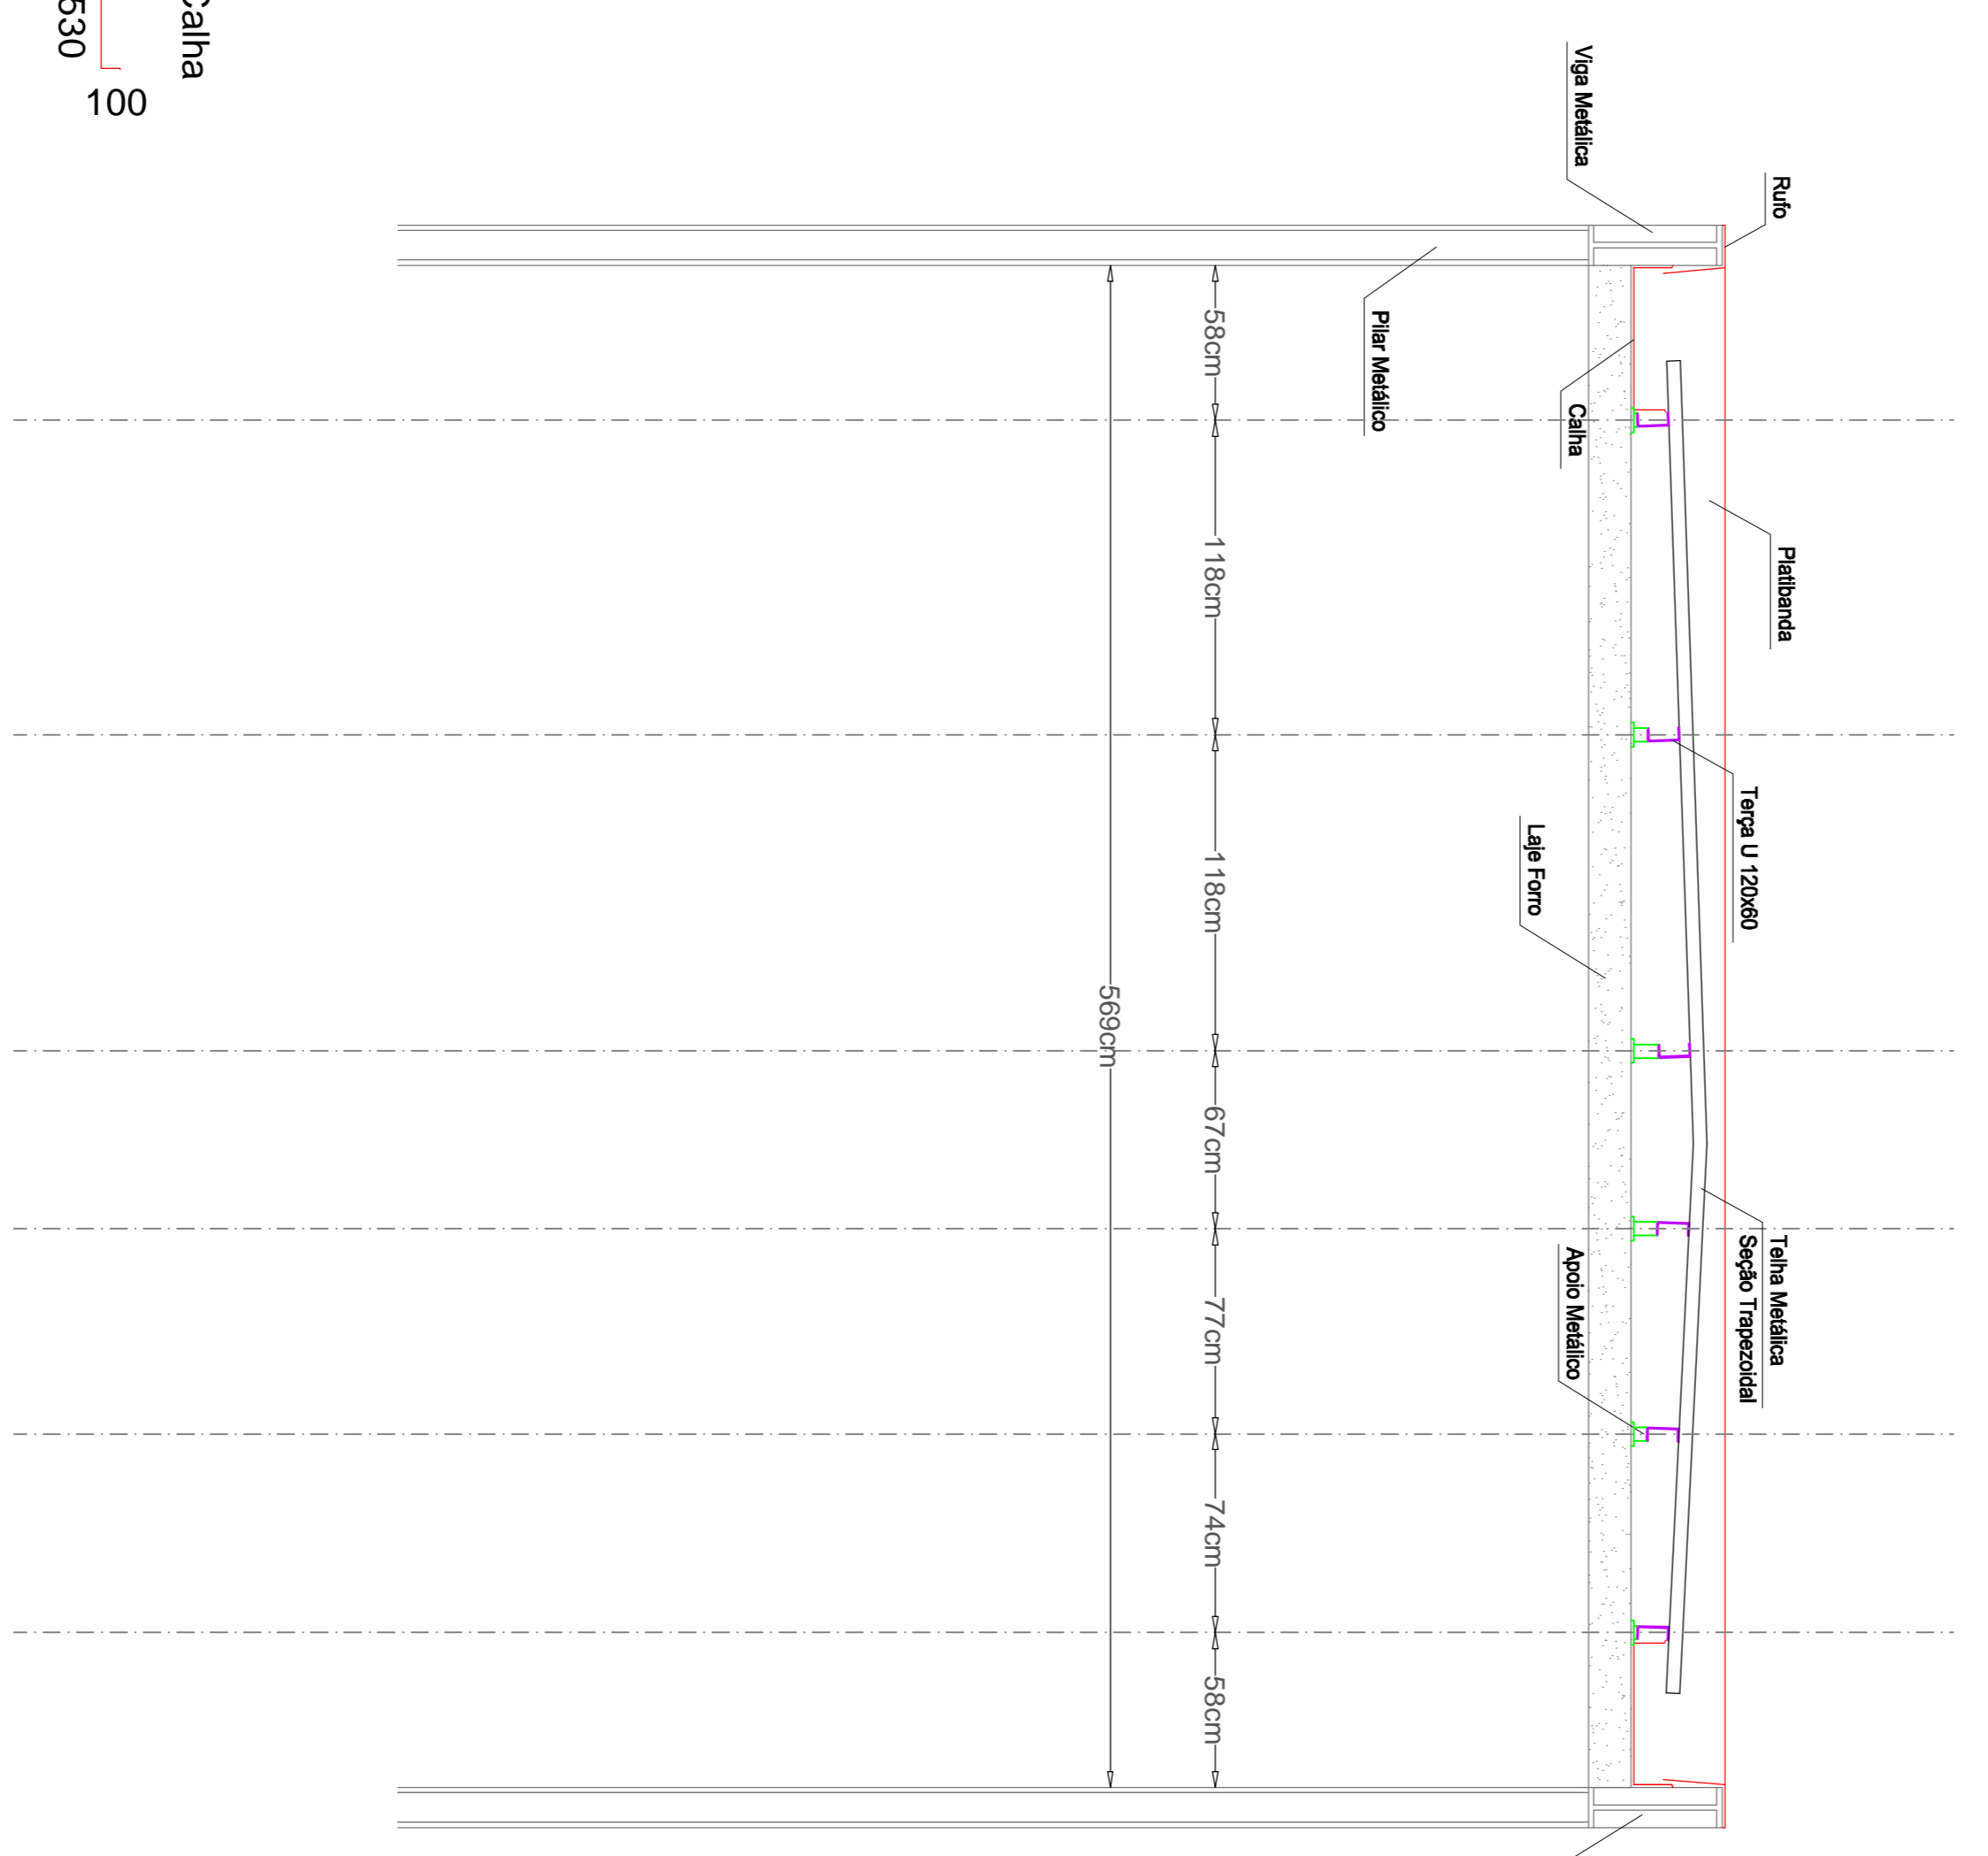 Viga Metálica
Rufo
Pilar Metálico
Calha
Platibanda
Terça U 120x60
Laje Forro
Telha Metálica
Seção Trapezoidal
Apoio Metálico
58cm
118cm
118cm
67cm
77cm
74cm
58cm
569cm
Calha
530
100